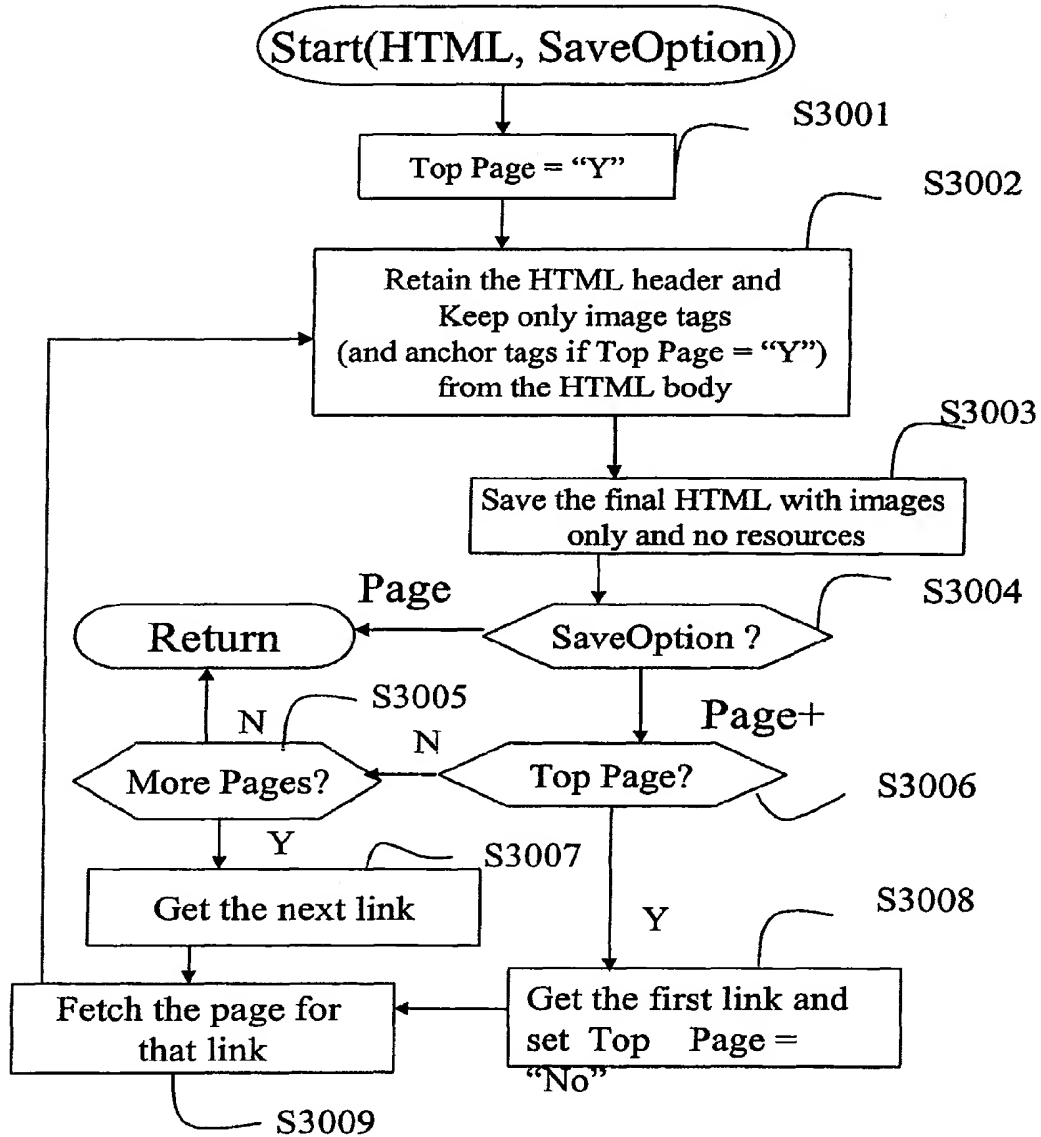 Start(HTML, SaveOption)
S3001
Top Page = “Y”
S3002
Retain the HTML header and
Keep only image tags
(and anchor tags if Top Page = “Y”)
from the HTML body
S3003
Save the final HTML with images
only and no resources
Page
S3004
Return
SaveOption ?
S3005
N
Page+
N
More Pages?
Top Page?
S3006
Y
S3007
Get the next link
Y
S3008
Fetch the page for
that link
Get the first link and
set Top Page =
“No”
S3009